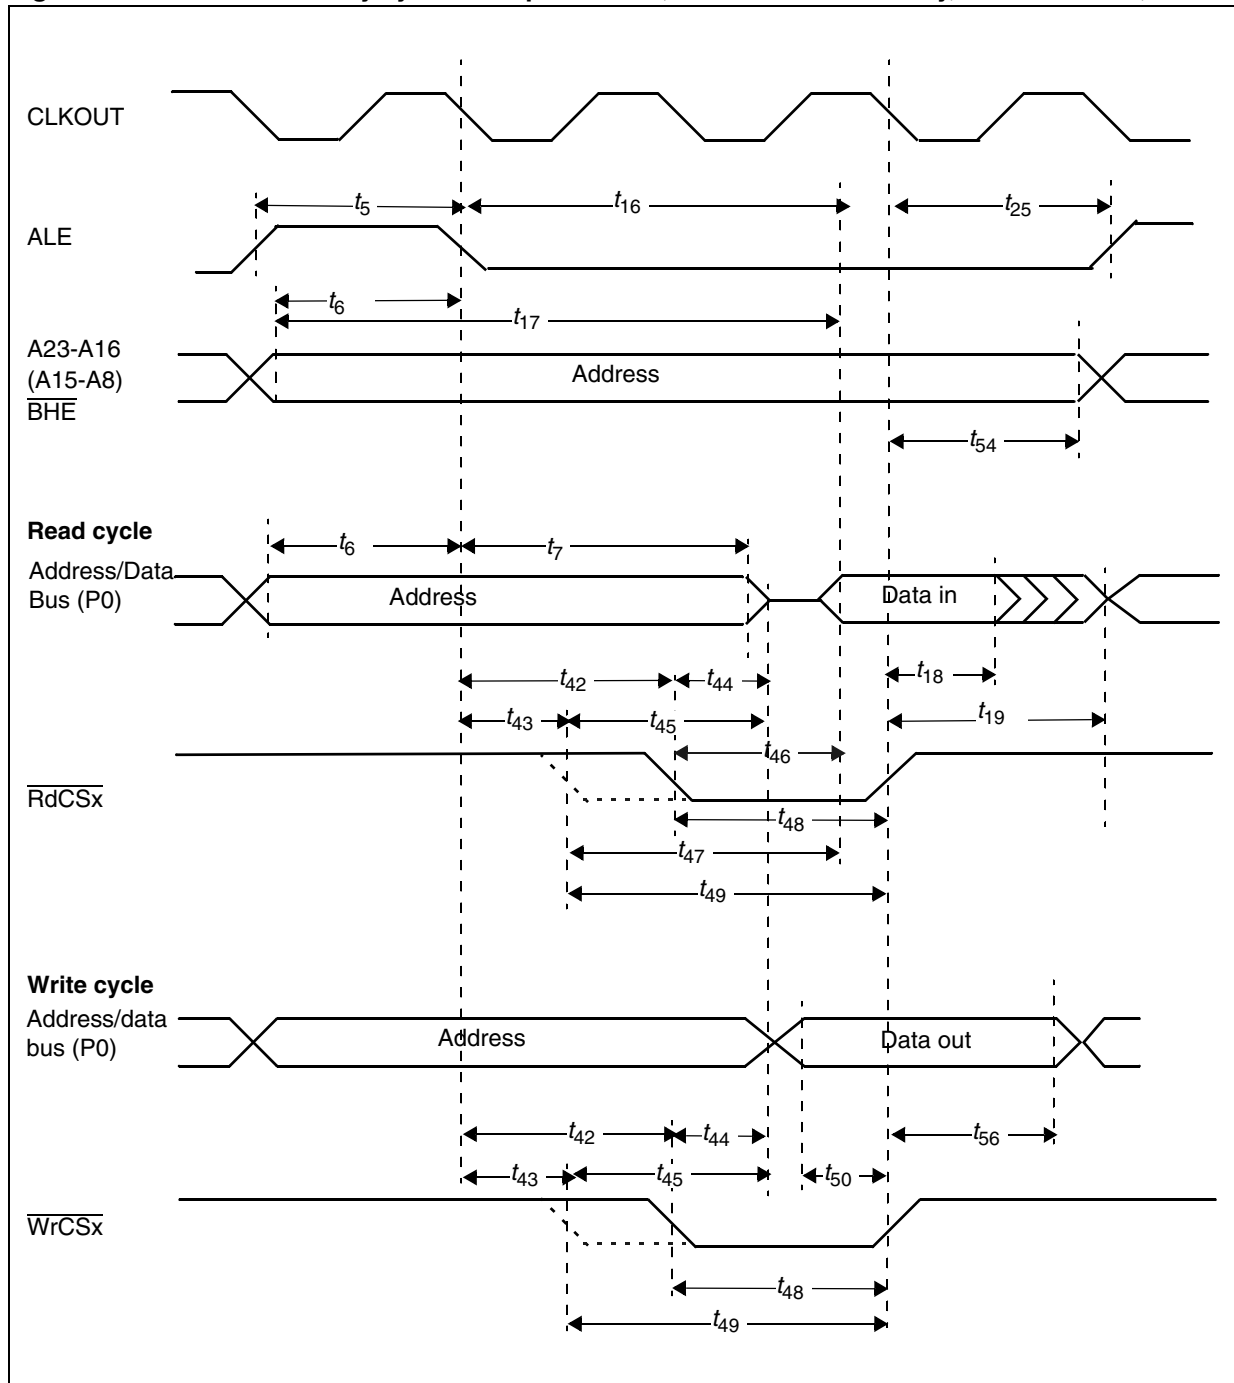 CLKOUT
t5
t16
t25
ALE
t6
t17
A23-A16
(A15-A8)
BHE
Address
t54
Read cycle
t6
t7
Address/Data
Bus (P0)
Address
Data in
t42
t44
t18
t43
t45
t19
t46
RdCSx
t48
t47
t49
Write cycle
Address/data
bus (P0)
Address
Data out
t42
t44
t56
t43
t45
t50
WrCSx
t48
t49